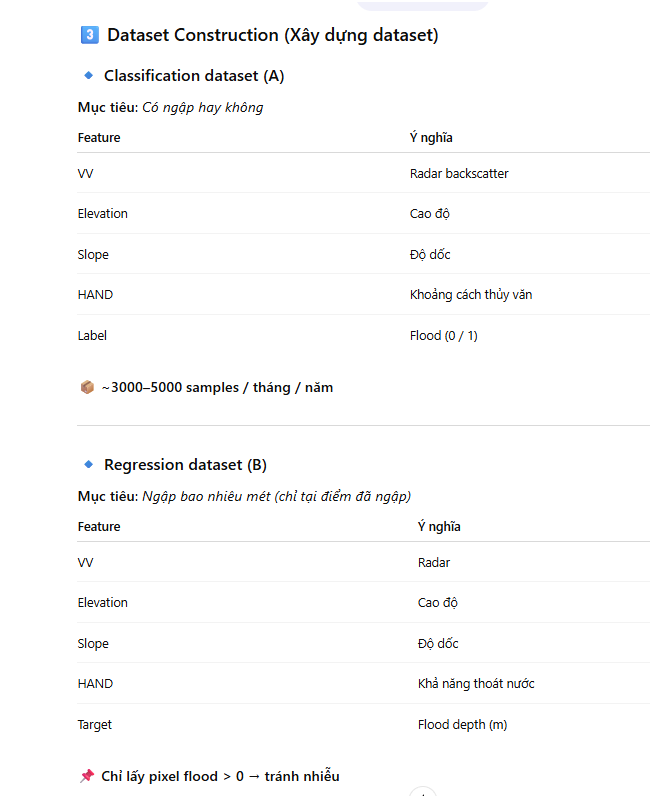 3 Dataset Construction (Xây dựng dataset)
Classification dataset (A)
Mục tiêu: Có ngập hay không
Feature Ý nghĩa
VV Radar backscatter
Elevation Cao độ
Slope Độ dốc
HAND Khoảng cách thủy văn
Label Flood (0 / 1)
~3000–5000 samples / tháng / năm
Regression dataset (B)
Mục tiêu: Ngập bao nhiêu mét (chỉ tại điểm đã ngập)
Feature Ý nghĩa
VV Radar
Elevation Cao độ
Slope Độ dốc
HAND Khả năng thoát nước
Target Flood depth (m)
Chỉ lấy pixel flood > 0 → tránh nhiễu